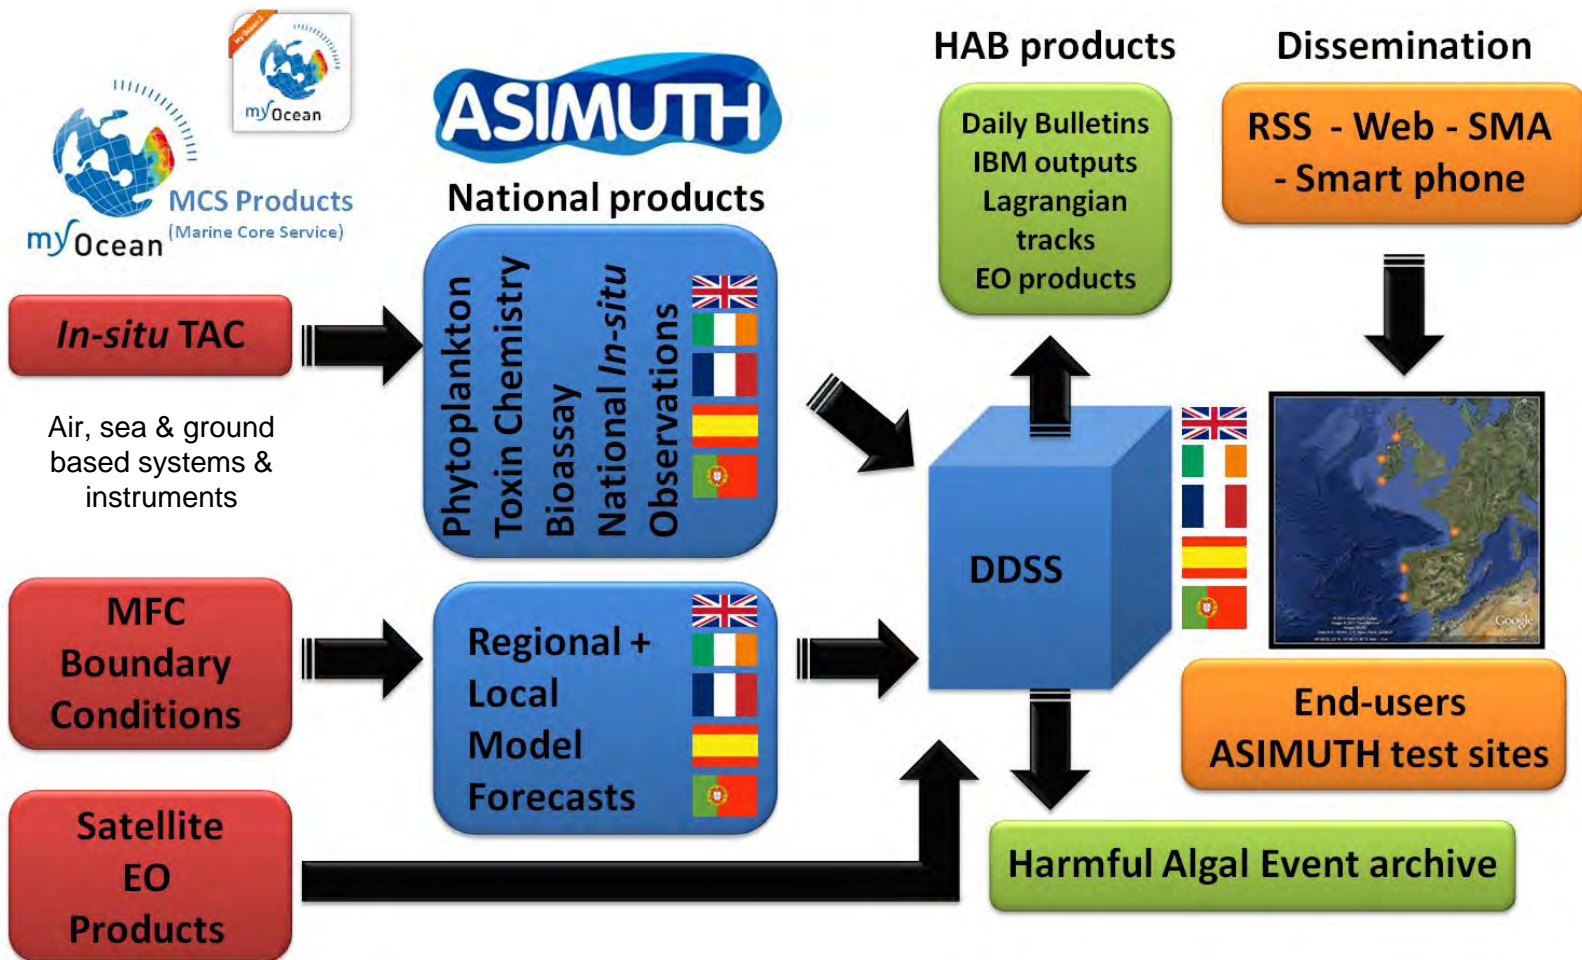 My Ocean 2
myOcean
myOcean
MCS Products
(Marine Core Service)
ASIMUTH
National products
HAB products
Dissemination
In-situ TAC
Air, sea & ground
based systems &
instruments
MFC
Boundary
Conditions
Satellite
EO
Products
Phytoplankton
Toxin Chemistry
Bioassay
National In-situ
Observations
Regional +
Local
Model
Forecasts
Daily Bulletins
IBM outputs
Lagrangian
tracks
EO products
RSS - Web - SMA
- Smart phone
DDSS
Google
End-users
ASIMUTH test sites
Harmful Algal Event archive